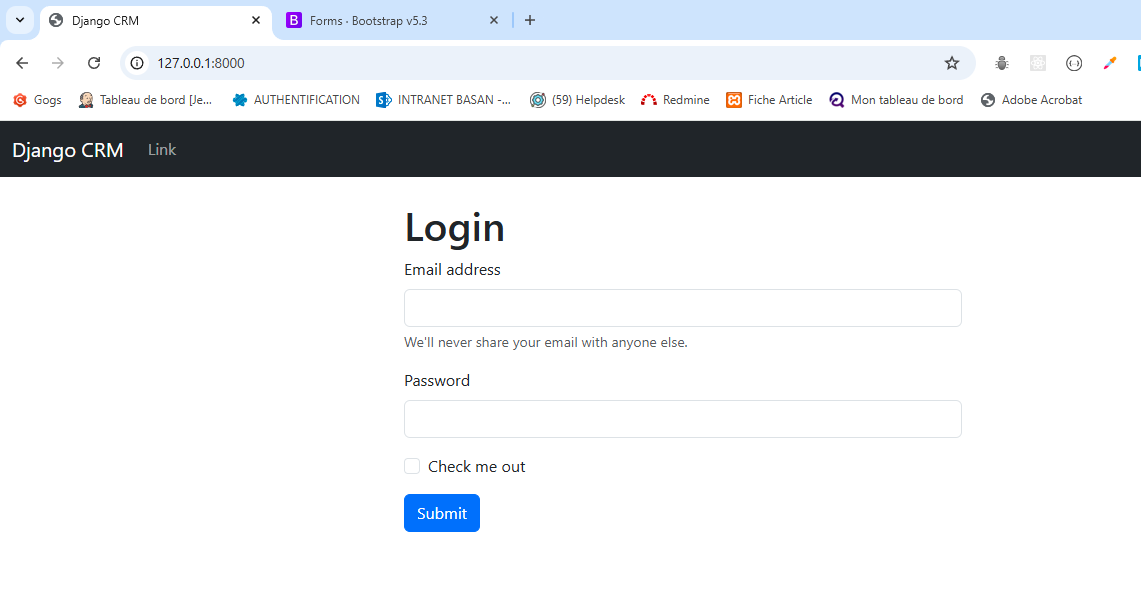 Django CRM
Forms · Bootstrap v5.3
127.0.0.1:8000
Gogs
Tableau de bord [Je...
AUTHENTIFICATION
INTRANET BASAN -...
(59) Helpdesk
Redmine
Fiche Article
Mon tableau de bord
Adobe Acrobat
Django CRM Link
Login
Email address
We'll never share your email with anyone else.
Password
Check me out
Submit